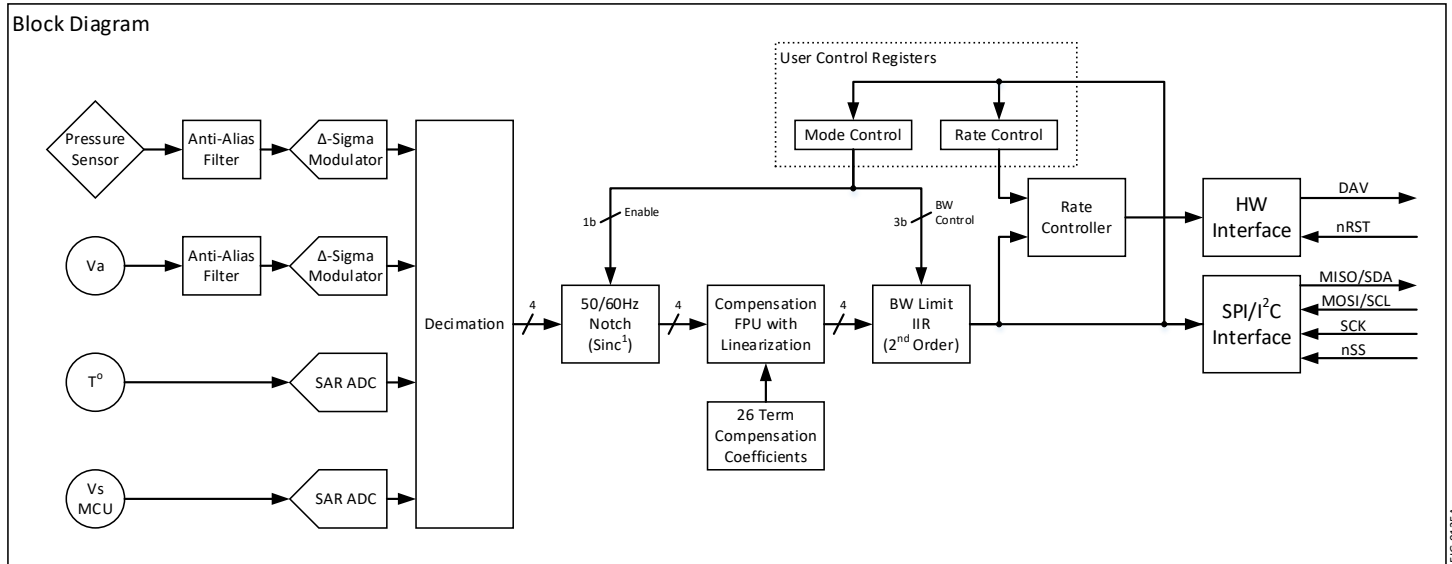 Block Diagram
User Control Registers
Mode Control
Rate Control
Pressure
Sensor
Anti-Alias
Filter
Δ-Sigma
Modulator
Va
Anti-Alias
Filter
Δ-Sigma
Modulator
T°
SAR ADC
Vs
MCU
SAR ADC
Decimation
4
1b
Enable
50/60Hz
Notch
(Sinc¹)
4
Compensation
FPU with
Linearization
26 Term
Compensation
Coefficients
4
3b
BW
Control
BW Limit
IIR
(2nd Order)
Rate
Controller
HW
Interface
DAV
nRST
SPI/I²C
Interface
MISO/SDA
MOSI/SCL
SCK
nSS